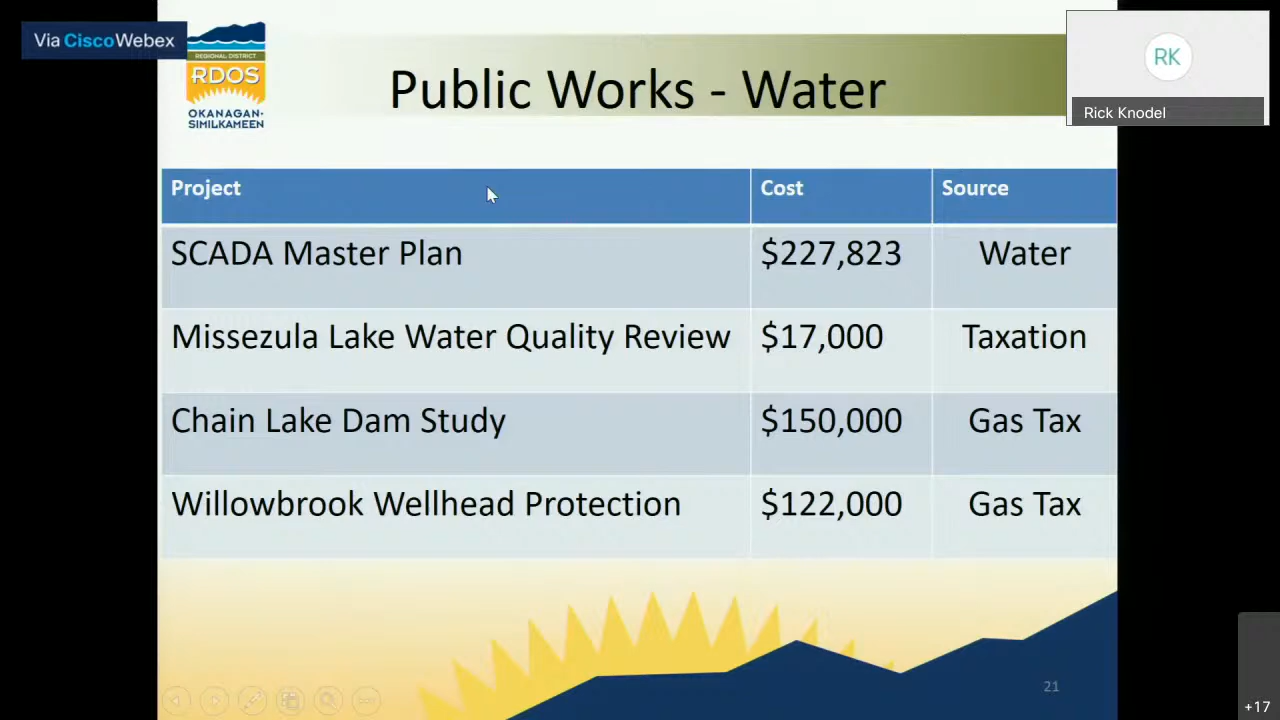 Via CiscoWebex
REGIONAL DISTRICT
RDOS
OKANAGAN-
SIMILKAMEEN
Public Works - Water
RK
Rick Knodel
Project Cost Source
SCADA Master Plan $227,823 Water
Missezula Lake Water Quality Review $17,000 Taxation
Chain Lake Dam Study $150,000 Gas Tax
Willowbrook Wellhead Protection $122,000 Gas Tax
21
+17